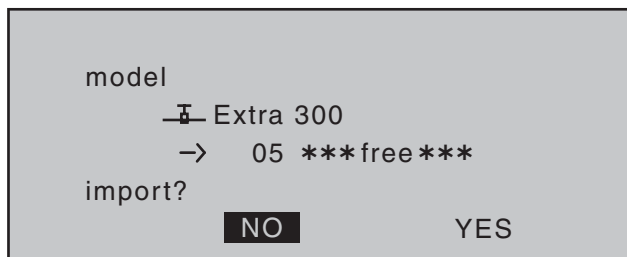 model
Extra 300
→ 05 ***free***
import?
NO YES